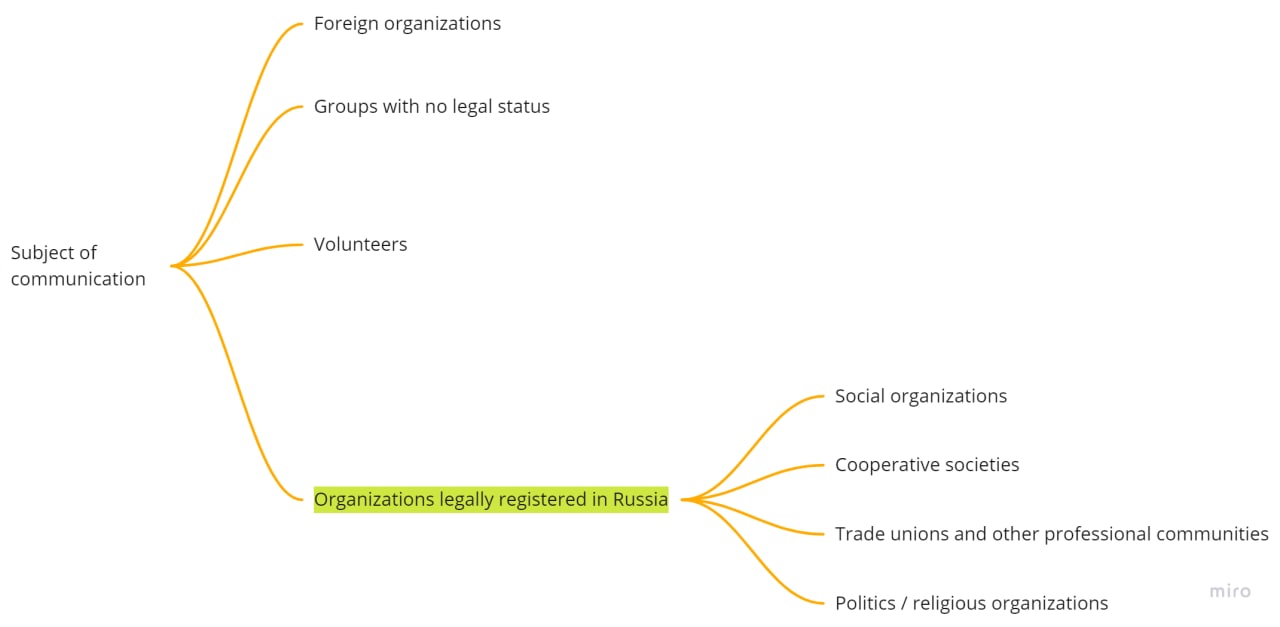 Foreign organizations
Groups with no legal status
Volunteers
Subject of
communication
Organizations legally registered in Russia
Social organizations
Cooperative societies
Trade unions and other professional communities
Politics / religious organizations
miro